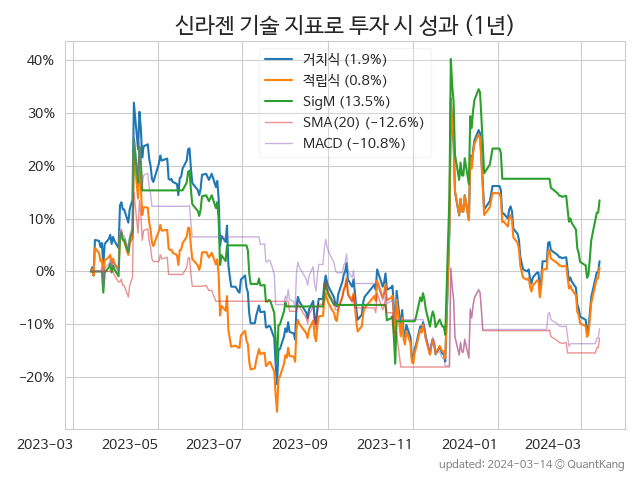 신라젠 기술 지표로 투자 시 성과 (1년)
40%
30%
20%
10%
0%
−10%
−20%
거치식 (1.9%)
적립식 (0.8%)
SigM (13.5%)
SMA(20) (−12.6%)
MACD (−10.8%)
2023-03 2023-05 2023-07 2023-09 2023-11 2024-01 2024-03
updated: 2024-03-14 © QuantKang